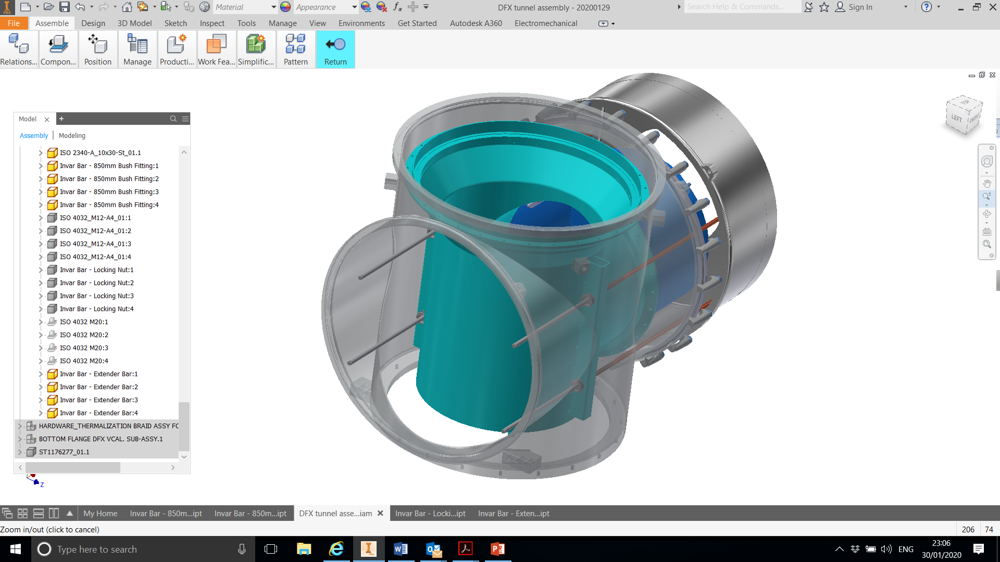 PRO
Material
Appearance
DFX tunnel assembly - 20200129
Search Help & Commands...
Sign In
File
Assemble
Design
3D Model
Sketch
Inspect
Tools
Manage
View
Environments
Get Started
Autodesk A360
Electromechanical
Relations...
Compon...
Position
Manage
Producti...
Work Fea...
Simplific...
Pattern
Return
LEFT
FRONT
Model
Assembly
Modeling
ISO 2340-A_10x30-St_01.1
Invar Bar - 850mm Bush Fitting:1
Invar Bar - 850mm Bush Fitting:2
Invar Bar - 850mm Bush Fitting:3
Invar Bar - 850mm Bush Fitting:4
ISO 4032_M12-A4_01:1
ISO 4032_M12-A4_01:2
ISO 4032_M12-A4_01:3
ISO 4032_M12-A4_01:4
Invar Bar - Locking Nut:1
Invar Bar - Locking Nut:2
Invar Bar - Locking Nut:3
Invar Bar - Locking Nut:4
ISO 4032 M20:1
ISO 4032 M20:2
ISO 4032 M20:3
ISO 4032 M20:4
Invar Bar - Extender Bar:1
Invar Bar - Extender Bar:2
Invar Bar - Extender Bar:3
Invar Bar - Extender Bar:4
HARDWARE_THERMALIZATION BRAID ASSY FO
BOTTOM FLANGE DFX VCAL. SUB-ASSY.1
ST1176277_01.1
Z
My Home
Invar Bar - 850m...ipt
Invar Bar - 850m...ipt
DFX tunnel asse...iam
Invar Bar - Locki...ipt
Invar Bar - Exten...ipt
Zoom in/out (click to cancel)
206
74
Type here to search
ENG
23:06
30/01/2020